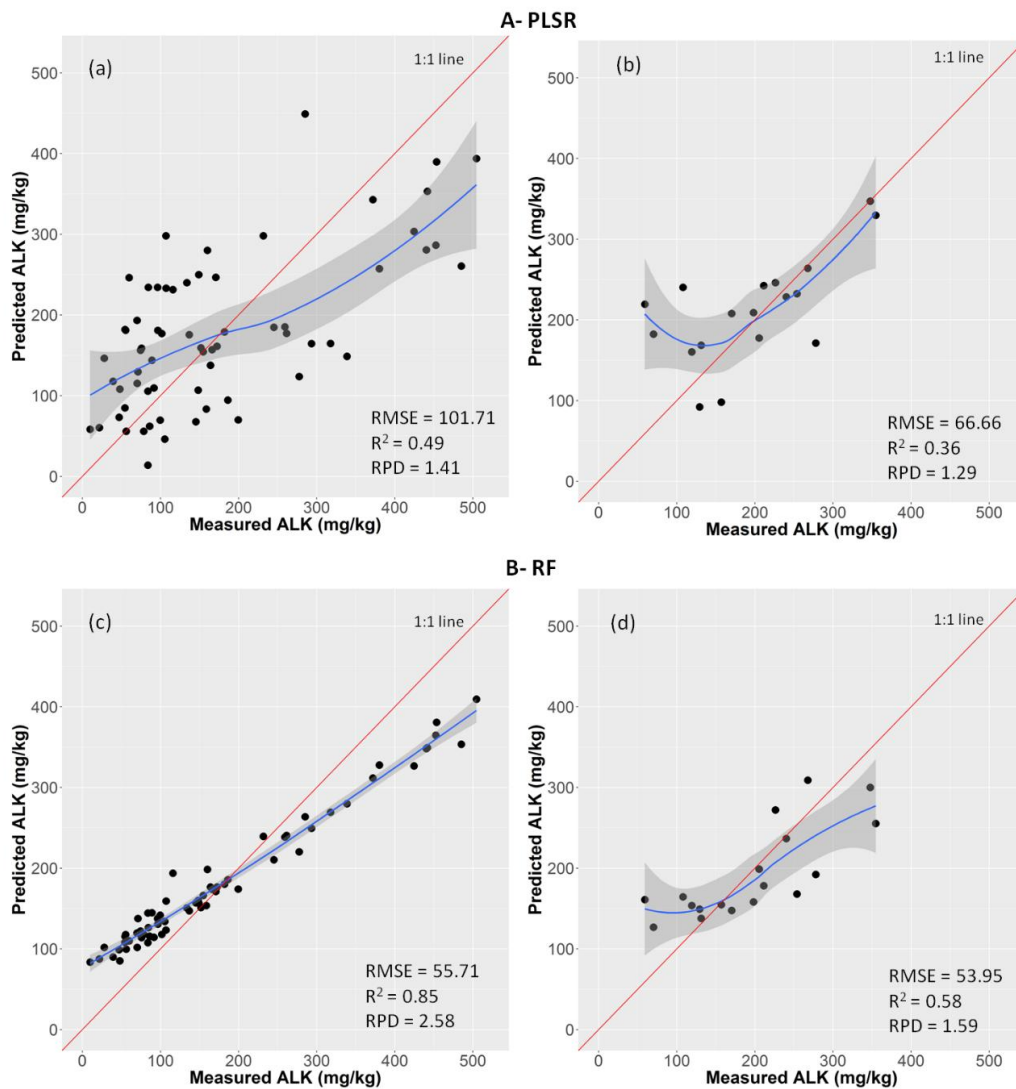 A- PLSR
(a)
1:1 line
500
400
300
200
100
0
Predicted ALK (mg/kg)
RMSE = 101.71
R² = 0.49
RPD = 1.41
0 100 200 300 400 500
Measured ALK (mg/kg)
(b)
1:1 line
500
400
300
200
100
0
Predicted ALK (mg/kg)
RMSE = 66.66
R² = 0.36
RPD = 1.29
0 100 200 300 400 500
Measured ALK (mg/kg)
B- RF
(c)
1:1 line
500
400
300
200
100
0
Predicted ALK (mg/kg)
RMSE = 55.71
R² = 0.85
RPD = 2.58
0 100 200 300 400 500
Measured ALK (mg/kg)
(d)
1:1 line
500
400
300
200
100
0
Predicted ALK (mg/kg)
RMSE = 53.95
R² = 0.58
RPD = 1.59
0 100 200 300 400 500
Measured ALK (mg/kg)